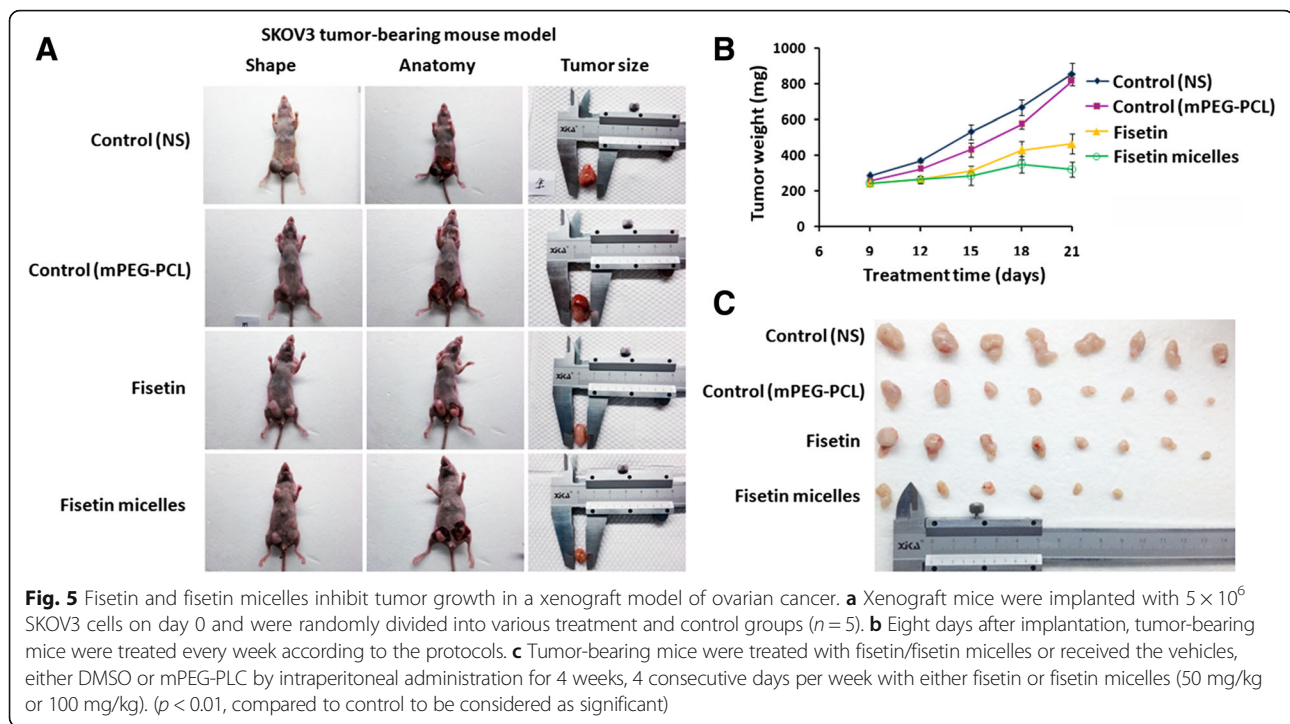 A
SKOV3 tumor-bearing mouse model
Shape Anatomy Tumor size
Control (NS)
Control (mPEG-PCL)
Fisetin
Fisetin micelles
XiKA
B
1000
800
600
400
200
0
6 9 12 15 18 21
Tumor weight (mg)
Treatment time (days)
Control (NS)
Control (mPEG-PCL)
Fisetin
Fisetin micelles
C
Control (NS)
Control (mPEG-PCL)
Fisetin
Fisetin micelles
XiKA
Fig. 5 Fisetin and fisetin micelles inhibit tumor growth in a xenograft model of ovarian cancer. a Xenograft mice were implanted with 5 × 10⁶
SKOV3 cells on day 0 and were randomly divided into various treatment and control groups (n = 5). b Eight days after implantation, tumor-bearing
mice were treated every week according to the protocols. c Tumor-bearing mice were treated with fisetin/fisetin micelles or received the vehicles,
either DMSO or mPEG-PLC by intraperitoneal administration for 4 weeks, 4 consecutive days per week with either fisetin or fisetin micelles (50 mg/kg
or 100 mg/kg). (p < 0.01, compared to control to be considered as significant)